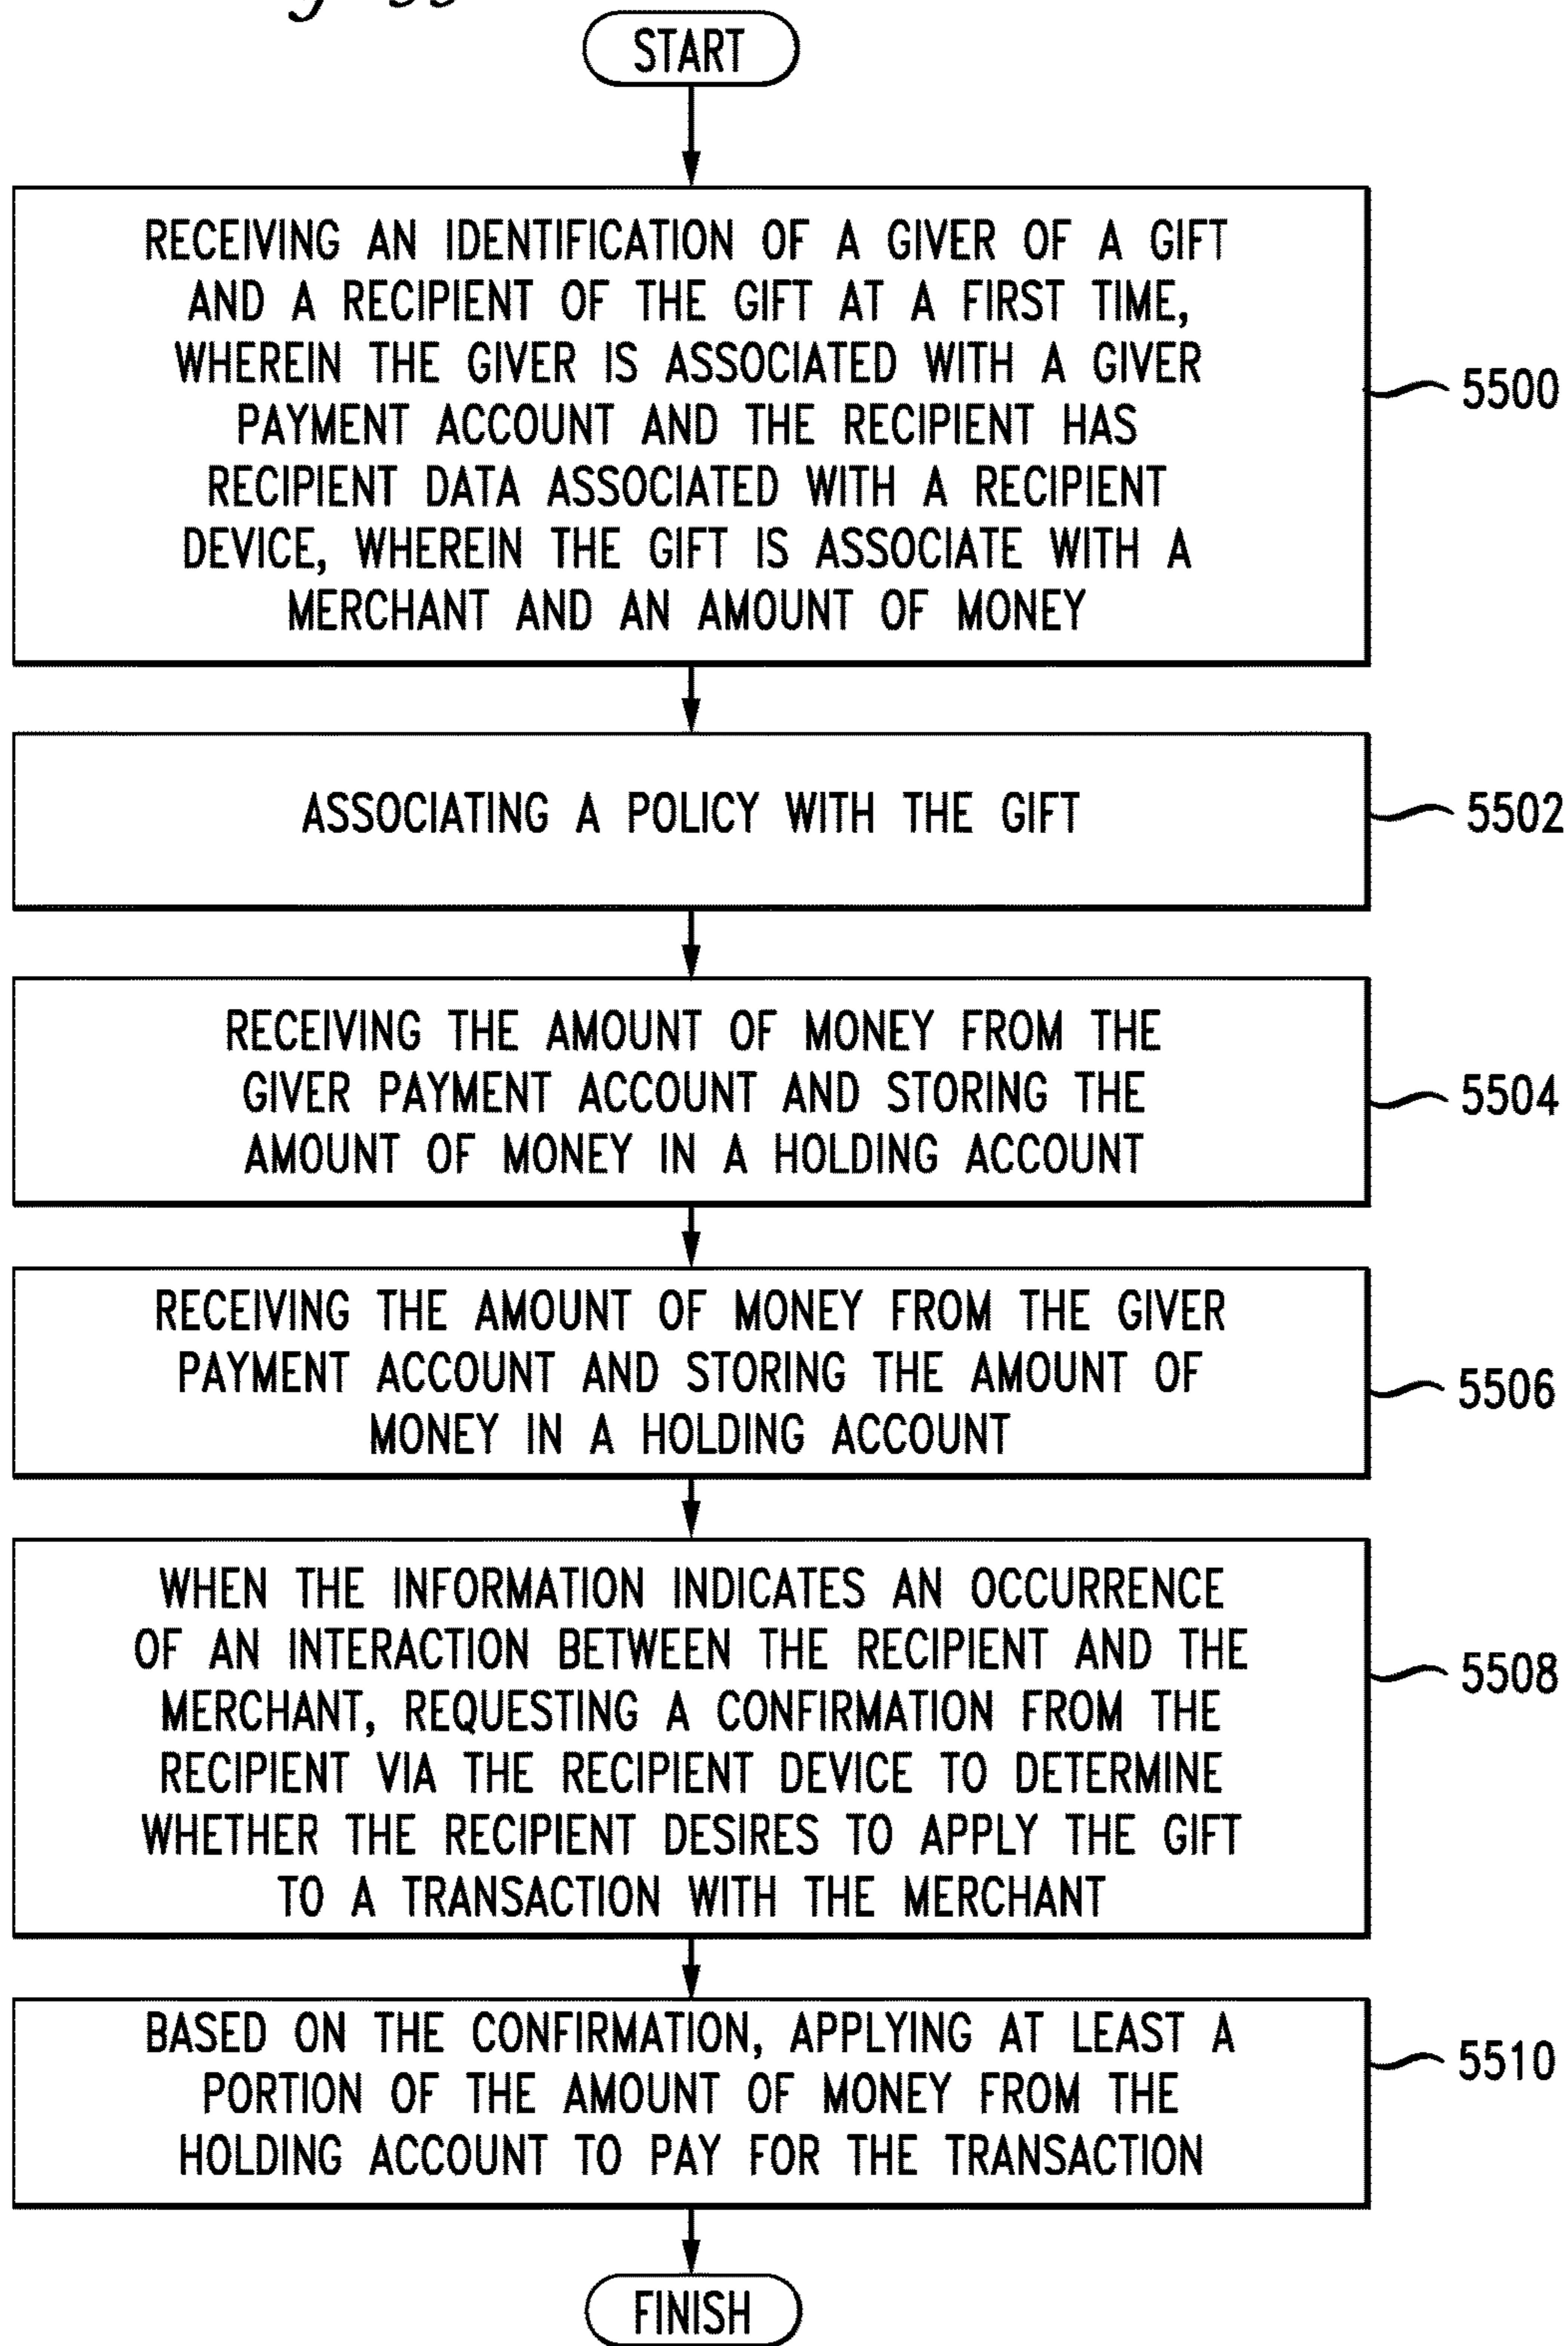 START
RECEIVING AN IDENTIFICATION OF A GIVER OF A GIFT
AND A RECIPIENT OF THE GIFT AT A FIRST TIME,
WHEREIN THE GIVER IS ASSOCIATED WITH A GIVER
PAYMENT ACCOUNT AND THE RECIPIENT HAS
RECIPIENT DATA ASSOCIATED WITH A RECIPIENT
DEVICE, WHEREIN THE GIFT IS ASSOCIATE WITH A
MERCHANT AND AN AMOUNT OF MONEY
5500
ASSOCIATING A POLICY WITH THE GIFT
5502
RECEIVING THE AMOUNT OF MONEY FROM THE
GIVER PAYMENT ACCOUNT AND STORING THE
AMOUNT OF MONEY IN A HOLDING ACCOUNT
5504
RECEIVING THE AMOUNT OF MONEY FROM THE GIVER
PAYMENT ACCOUNT AND STORING THE AMOUNT OF
MONEY IN A HOLDING ACCOUNT
5506
WHEN THE INFORMATION INDICATES AN OCCURRENCE
OF AN INTERACTION BETWEEN THE RECIPIENT AND THE
MERCHANT, REQUESTING A CONFIRMATION FROM THE
RECIPIENT VIA THE RECIPIENT DEVICE TO DETERMINE
WHETHER THE RECIPIENT DESIRES TO APPLY THE GIFT
TO A TRANSACTION WITH THE MERCHANT
5508
BASED ON THE CONFIRMATION, APPLYING AT LEAST A
PORTION OF THE AMOUNT OF MONEY FROM THE
HOLDING ACCOUNT TO PAY FOR THE TRANSACTION
5510
FINISH